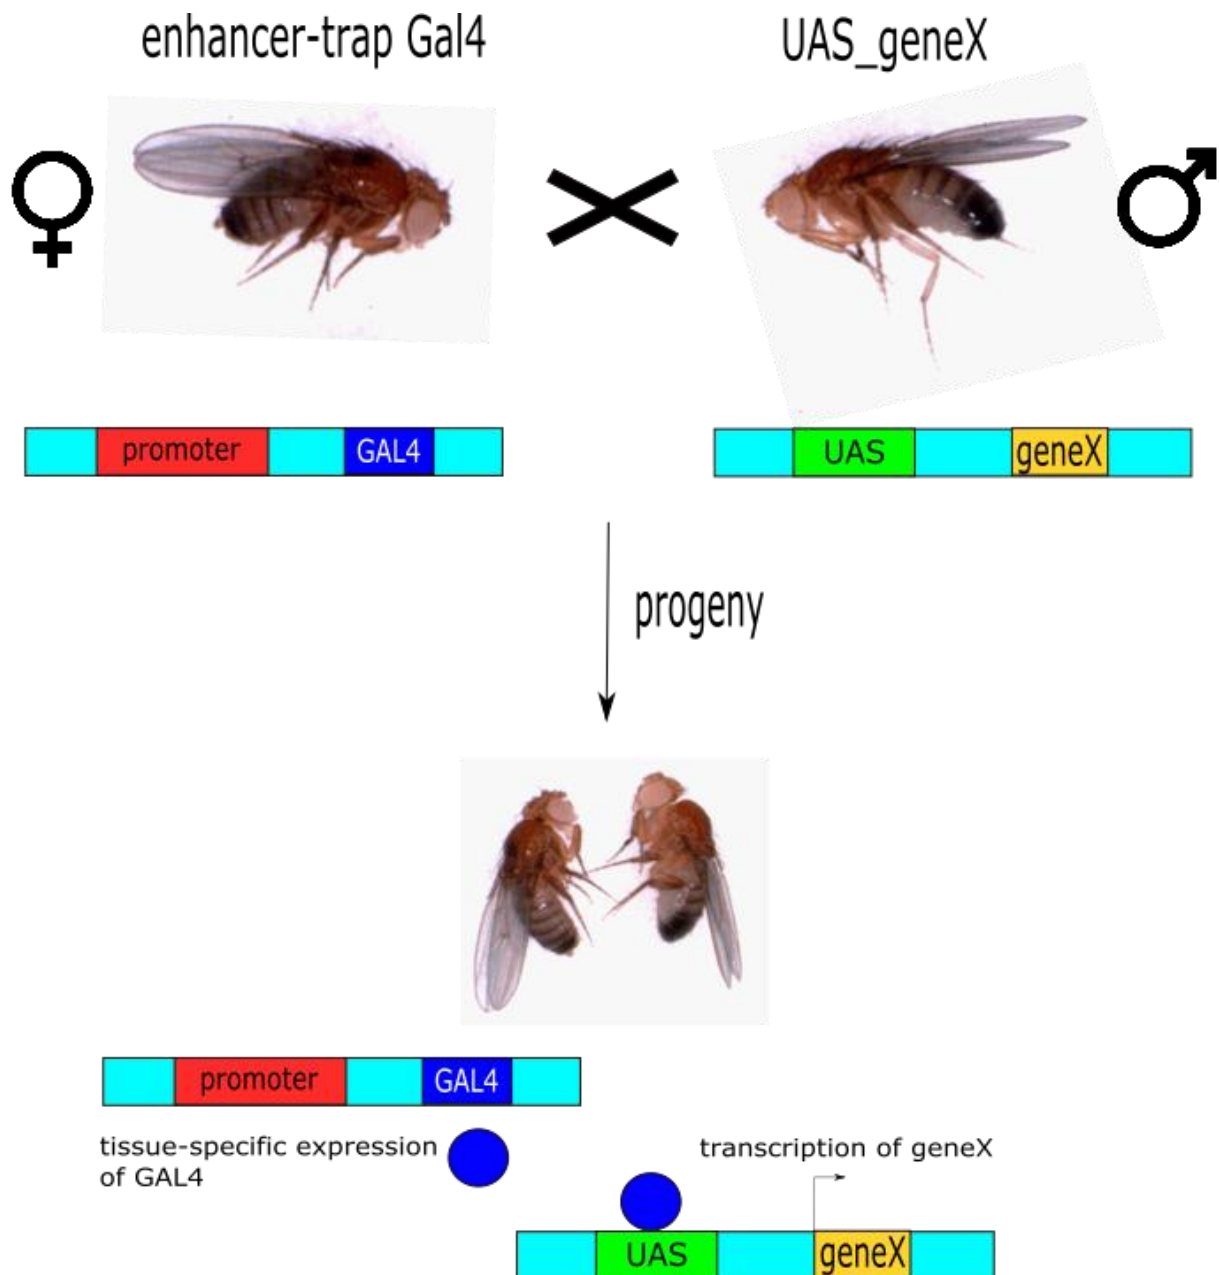 enhancer-trap Gal4
UAS_geneX
promoter
GAL4
UAS
geneX
progeny
promoter
GAL4
tissue-specific expression
of GAL4
transcription of geneX
UAS
geneX